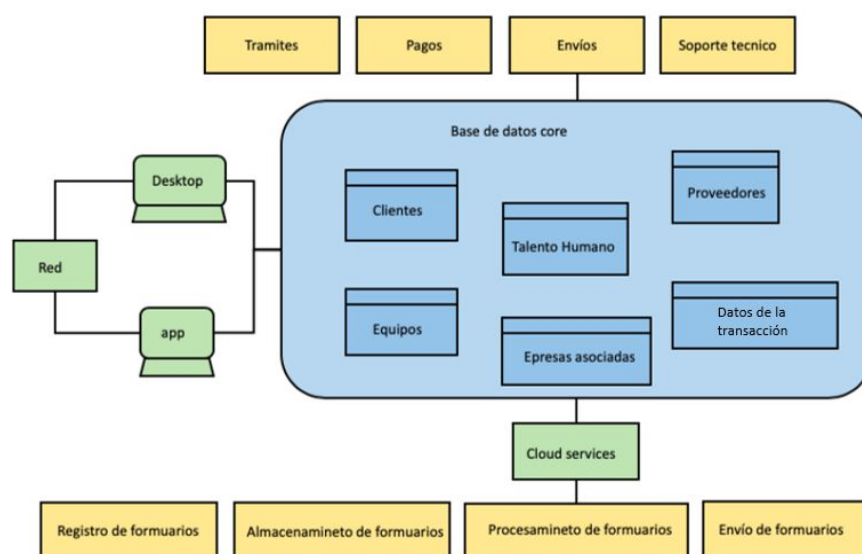 Tramites
Pagos
Envíos
Soporte tecnico
Base de datos core
Desktop
Clientes
Proveedores
Talento Humano
Red
app
Equipos
Datos de la
transacción
Epresas asociadas
Cloud services
Registro de formuarios
Almacenamineto de formuarios
Procesamineto de formuarios
Envío de formuarios